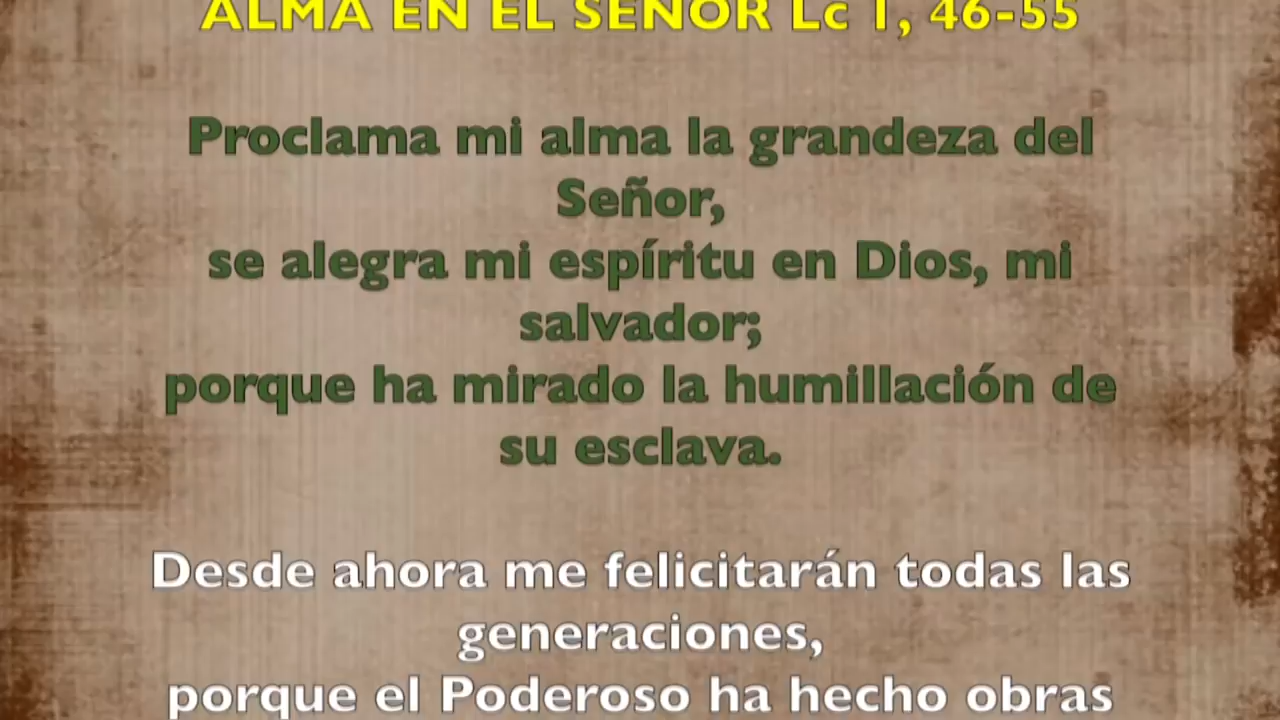 ALMA EN EL SEÑOR Lc 1, 46-55
Proclama mi alma la grandeza del
Señor,
se alegra mi espíritu en Dios, mi
salvador;
porque ha mirado la humillación de
su esclava.
Desde ahora me felicitarán todas las
generaciones,
porque el Poderoso ha hecho obras